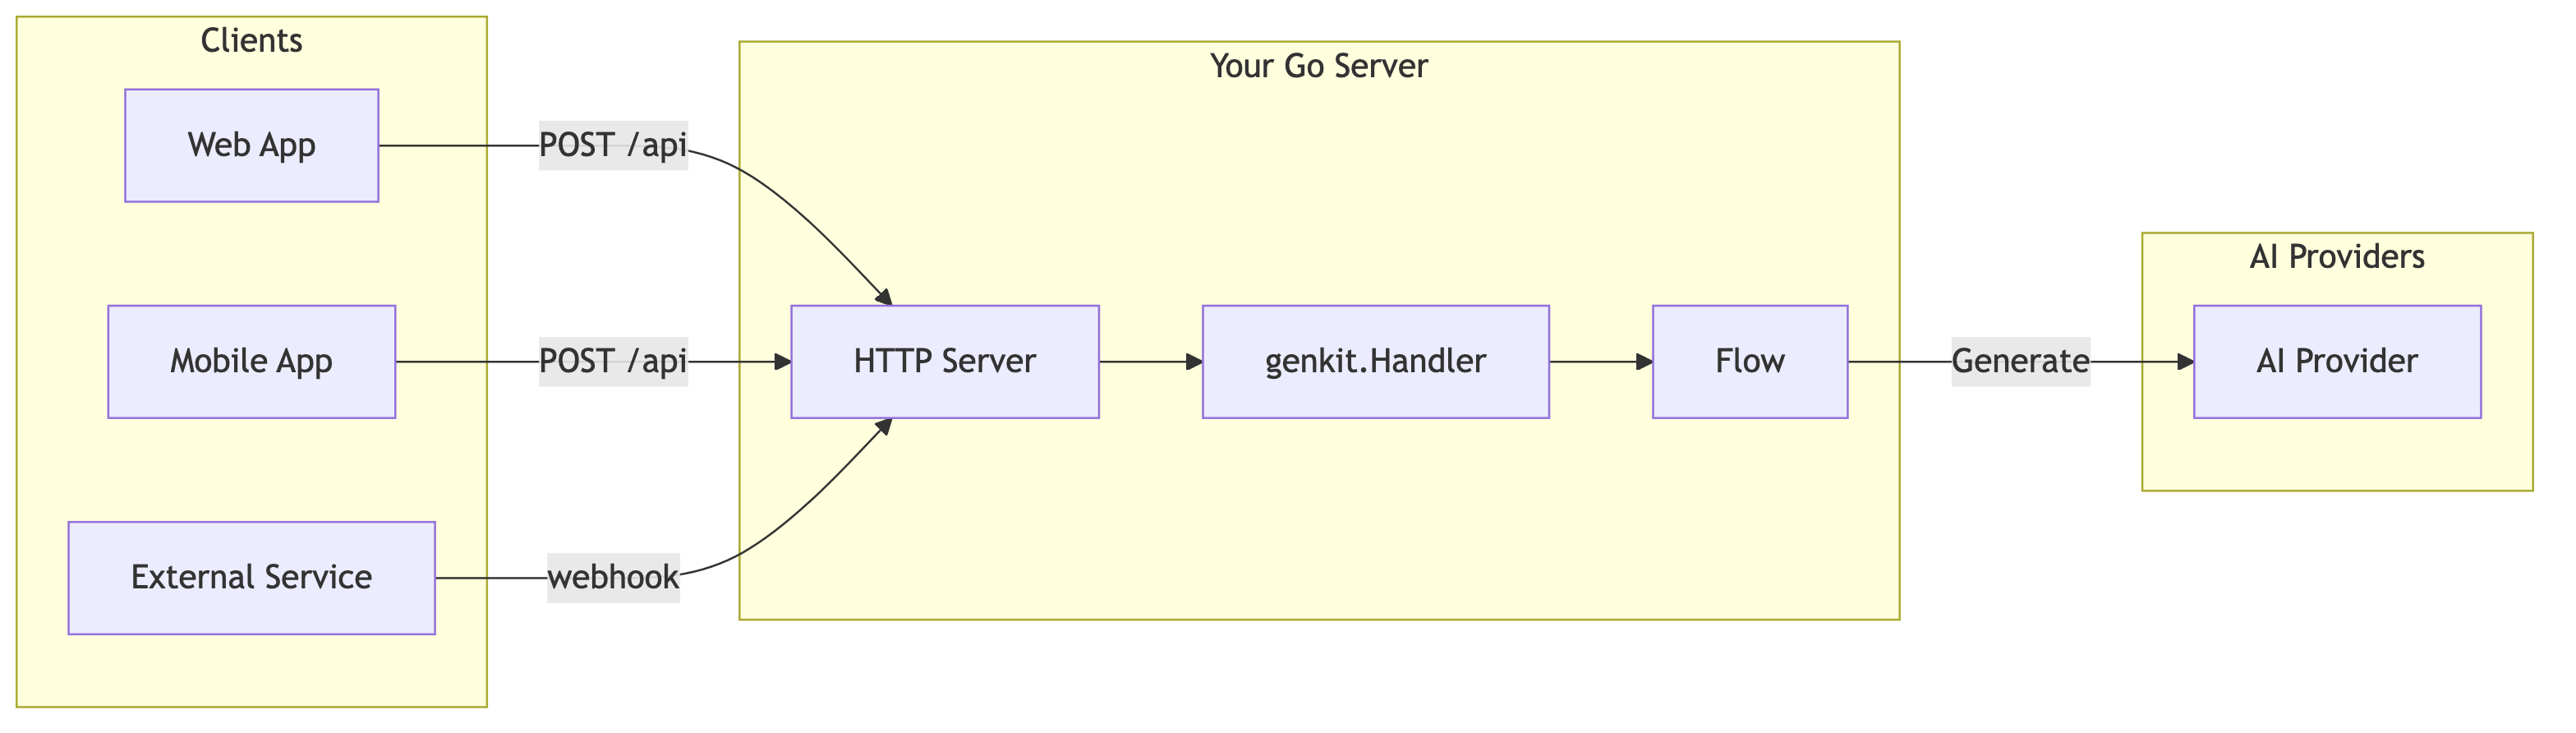 Clients
Web App
POST /api
Mobile App
POST /api
External Service
webhook
Your Go Server
HTTP Server
genkit.Handler
Flow
Generate
AI Providers
AI Provider